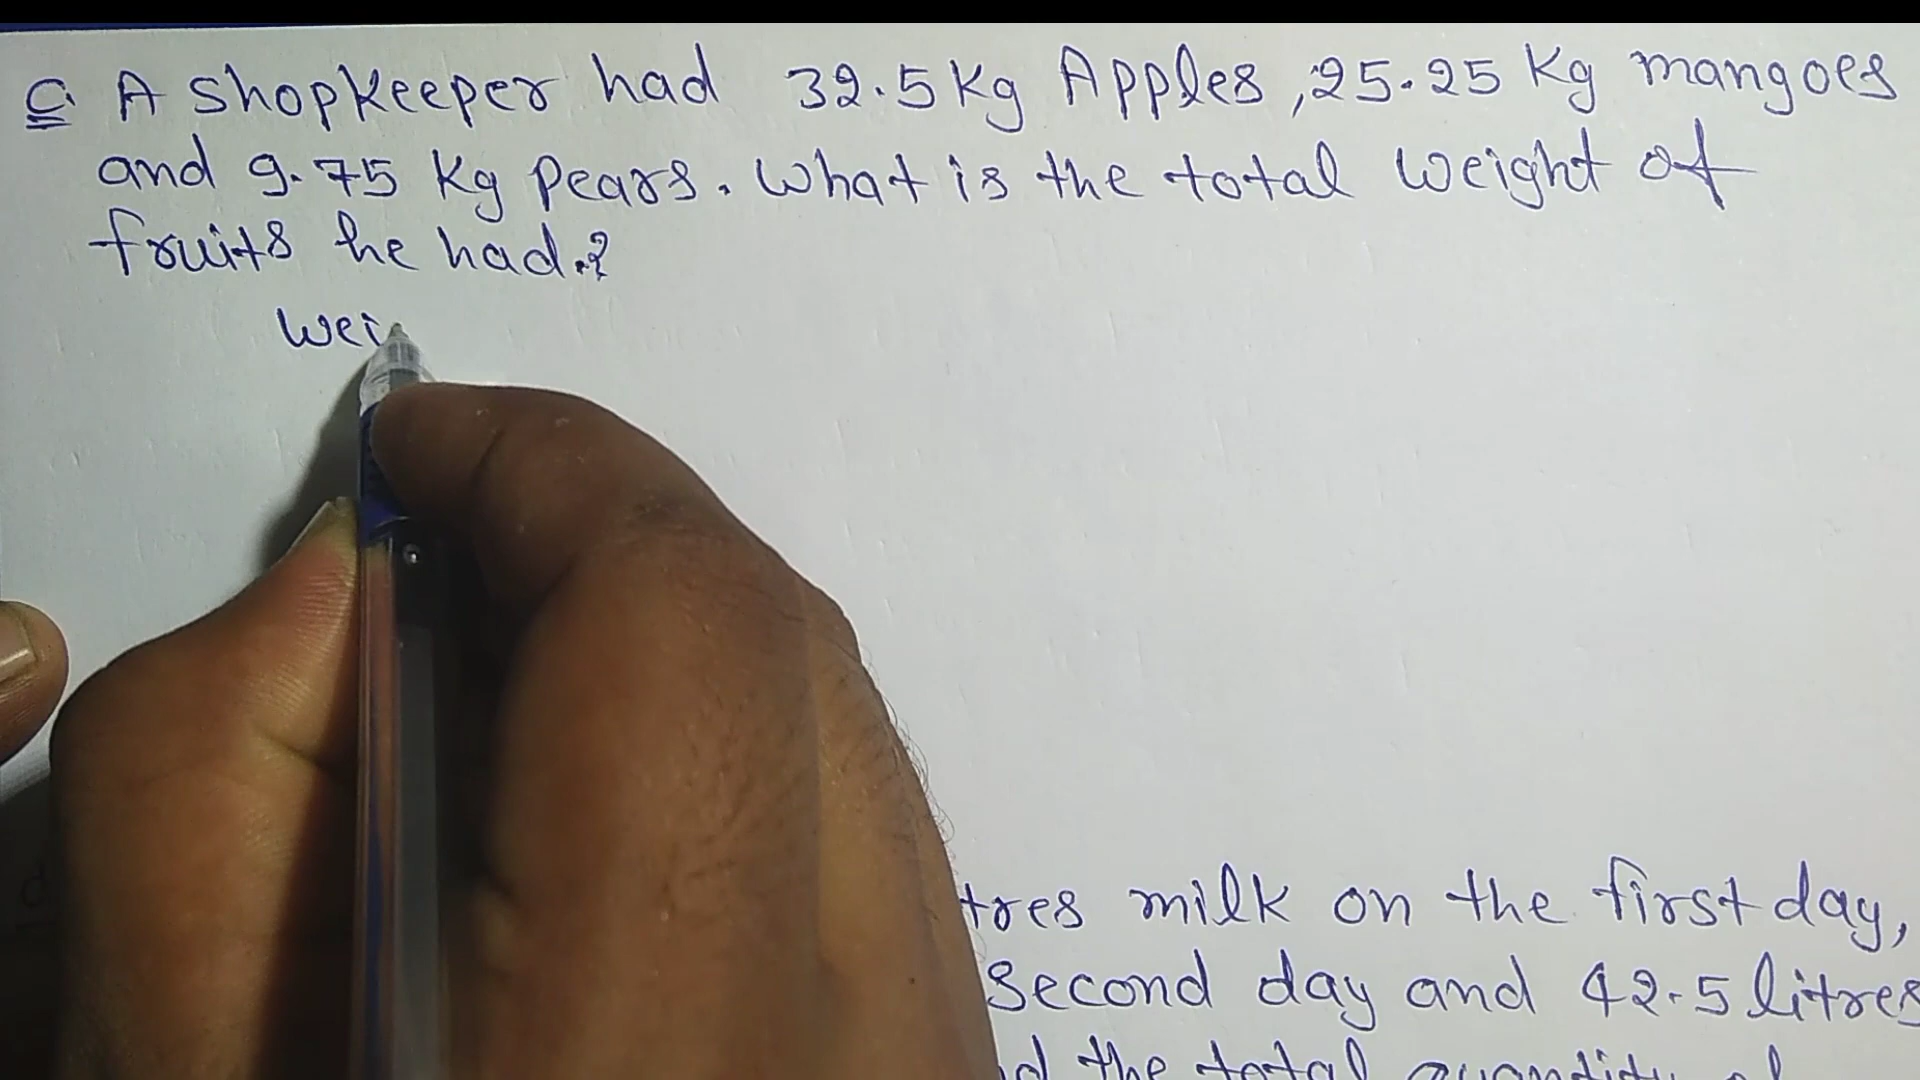 C. A shopkeeper had 32.5 Kg Apples, 25.25 Kg mangoes
and 9.75 Kg Pears. What is the total weight of
fruits he had.?
Wei
tres milk on the first day,
second day and 42.5 litres
the total quantity of